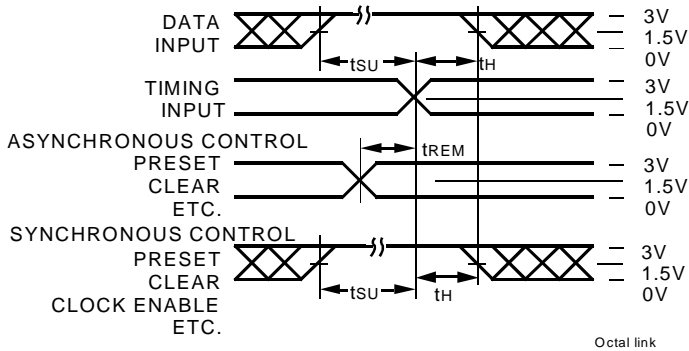 DATA
INPUT
3V
1.5V
0V
tSU
tH
TIMING
INPUT
3V
1.5V
0V
ASYNCHRONOUS CONTROL
PRESET
CLEAR
ETC.
tREM
3V
1.5V
0V
SYNCHRONOUS CONTROL
PRESET
CLEAR
CLOCK ENABLE
ETC.
3V
1.5V
0V
tSU
tH
Octal link